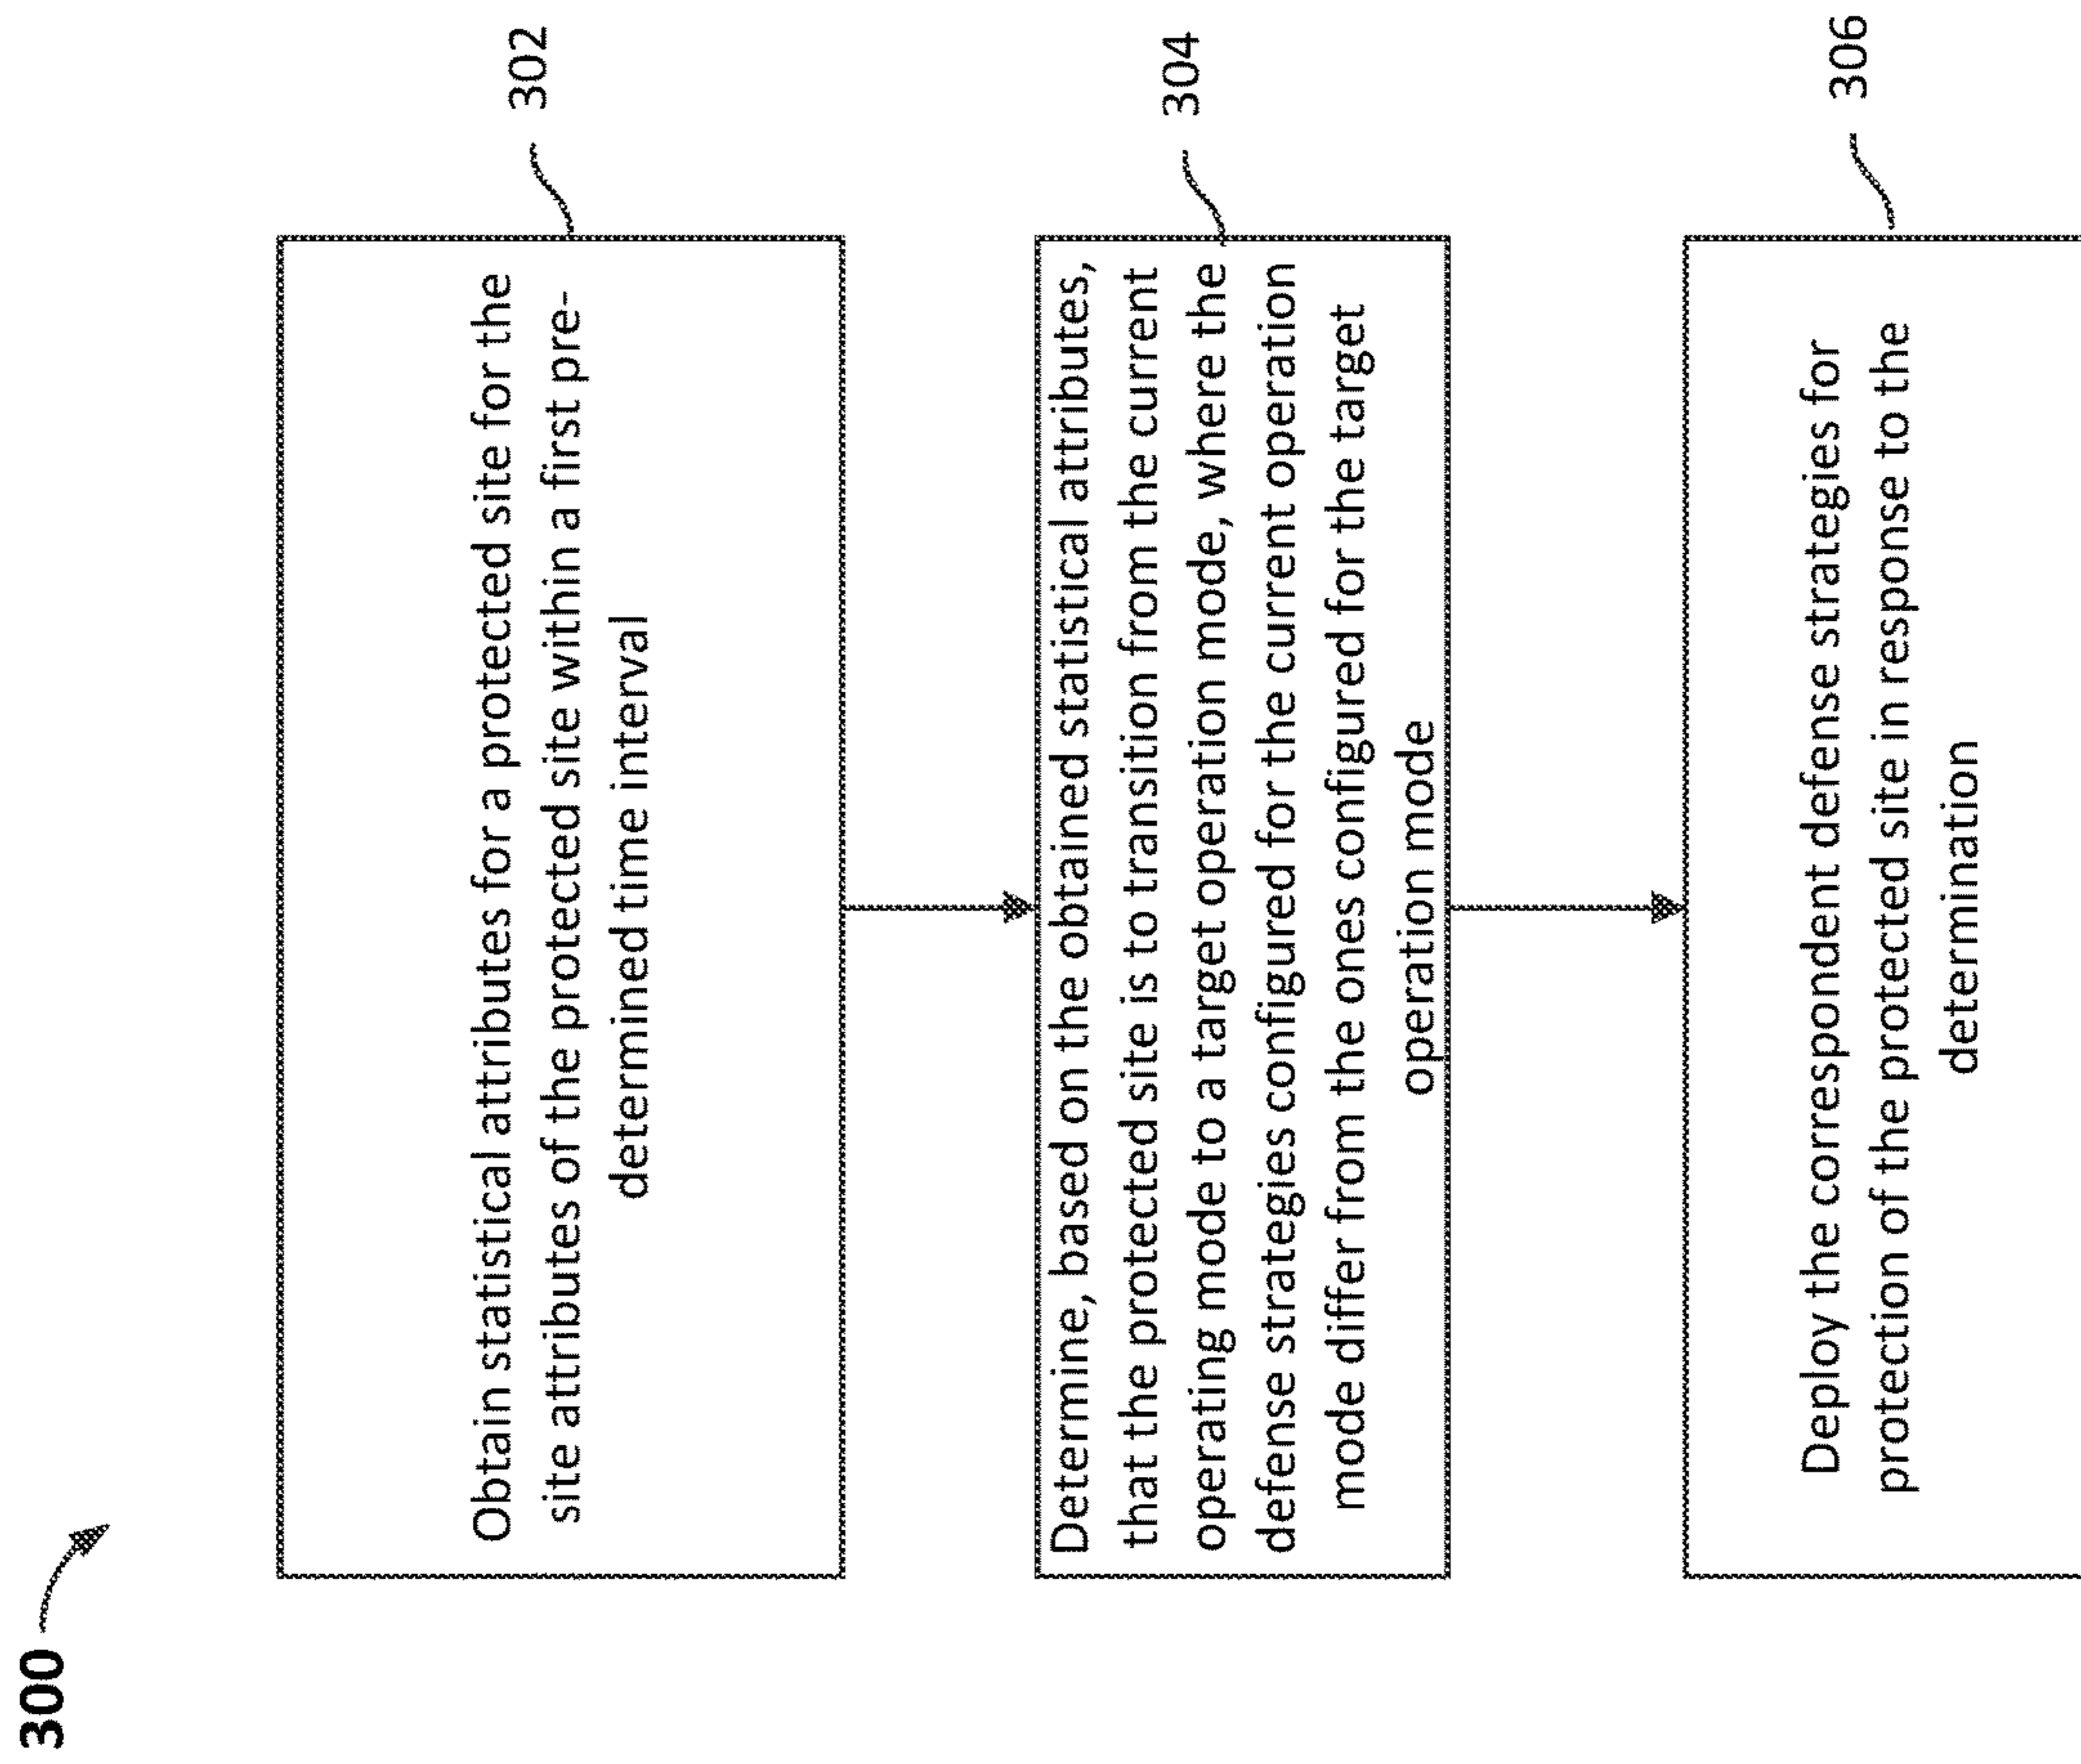 300
302
Obtain statistical attributes for a protected site for the
site attributes of the protected site within a first pre-
determined time interval
304
Determine, based on the obtained statistical attributes,
that the protected site is to transition from the current
operating mode to a target operation mode, where the
defense strategies configured for the current operation
mode differ from the ones configured for the target
operation mode
306
Deploy the correspondent defense strategies for
protection of the protected site in response to the
determination